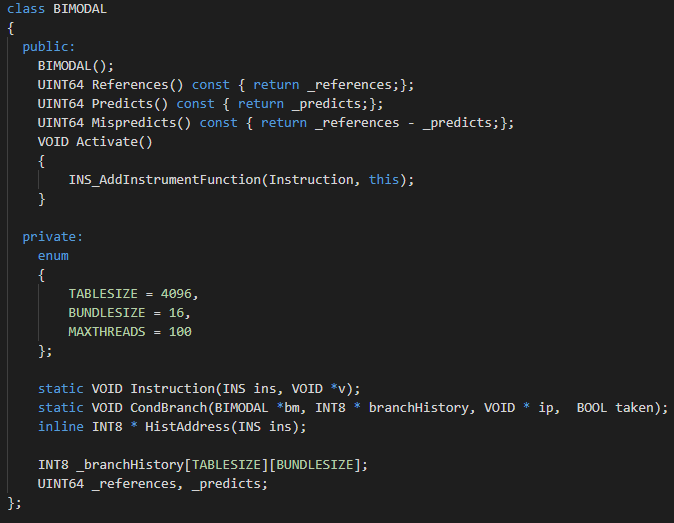 class BIMODAL
{
  public:
    BIMODAL();
    UINT64 References() const { return _references;};
    UINT64 Predicts() const { return _predicts;};
    UINT64 Mispredicts() const { return _references - _predicts;};
    VOID Activate()
    {
        INS_AddInstrumentFunction(Instruction, this);
    }

  private:
    enum
    {
        TABLESIZE = 4096,
        BUNDLESIZE = 16,
        MAXTHREADS = 100
    };

    static VOID Instruction(INS ins, VOID *v);
    static VOID CondBranch(BIMODAL *bm, INT8 * branchHistory, VOID * ip,  BOOL taken);
    inline INT8 * HistAddress(INS ins);

    INT8 _branchHistory[TABLESIZE][BUNDLESIZE];
    UINT64 _references, _predicts;
};